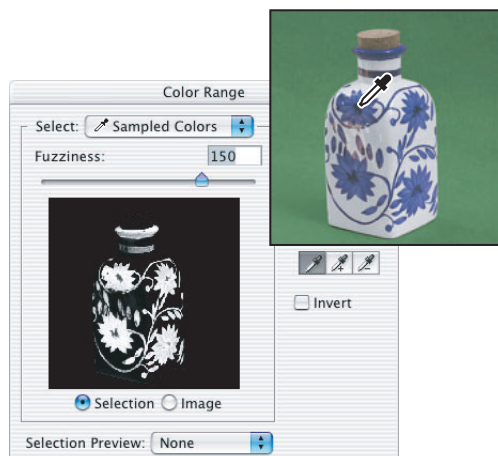 Color Range
Select: Sampled Colors
Fuzziness: 150
Invert
Selection Image
Selection Preview: None